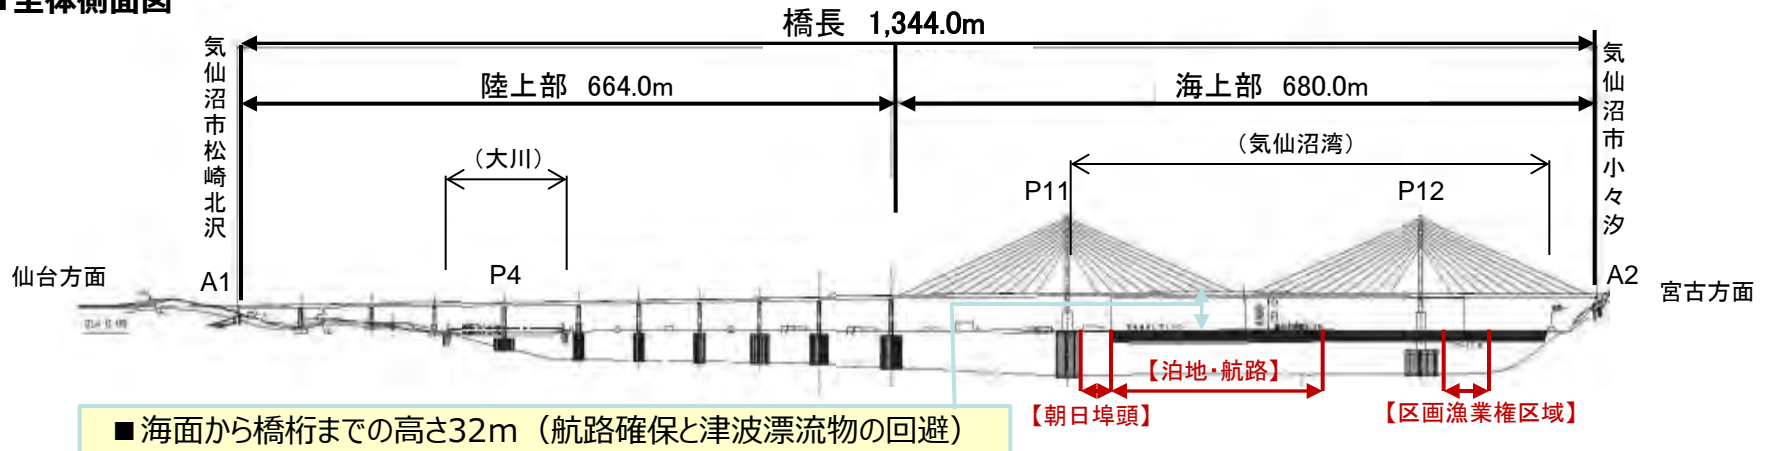 ■全体側面図
橋長 1,344.0m
気仙沼市松崎北沢
陸上部 664.0m
海上部 680.0m
気仙沼市小々汐
(大川)
(気仙沼湾)
P11
P12
仙台方面
A1
P4
A2
宮古方面
【泊地・航路】
【朝日埠頭】
【区画漁業権区域】
■海面から橋桁までの高さ32m（航路確保と津波漂流物の回避）